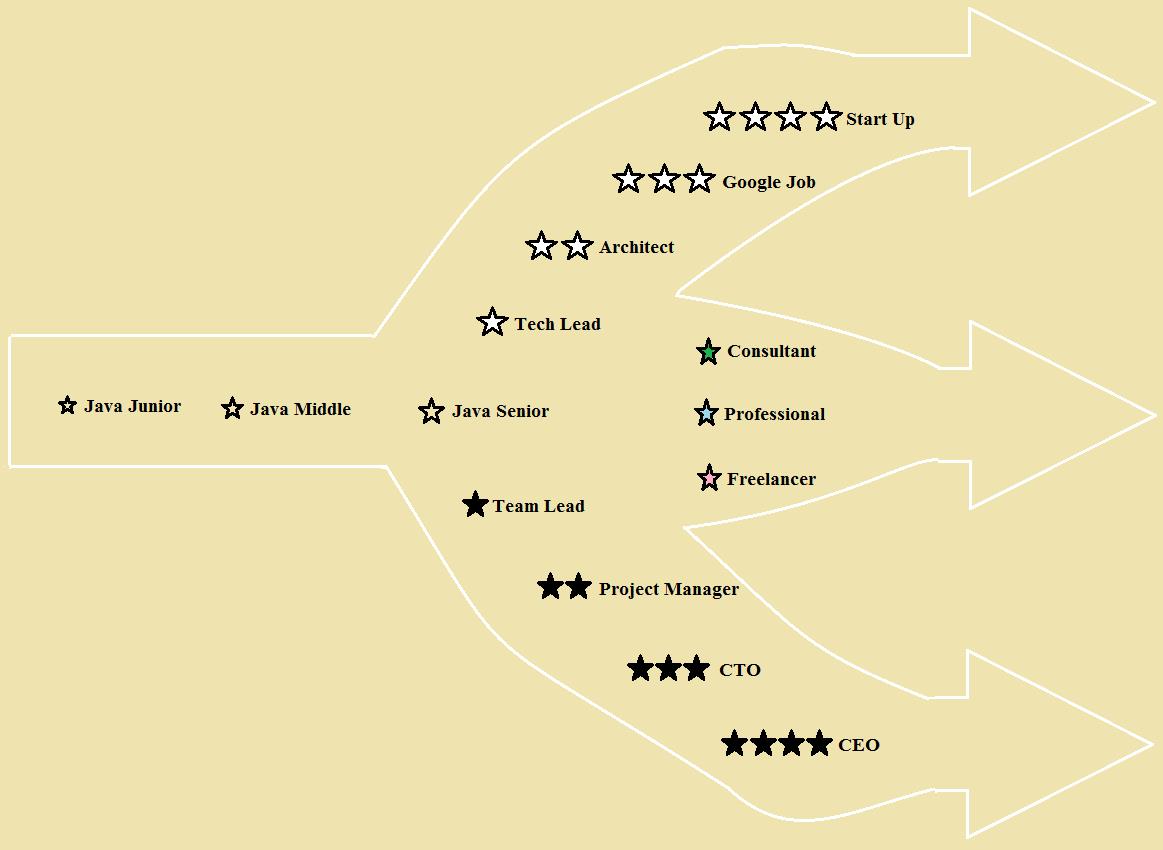 Start Up
Google Job
Architect
Tech Lead
Consultant
Java Junior
Java Middle
Java Senior
Professional
Freelancer
Team Lead
Project Manager
CTO
CEO